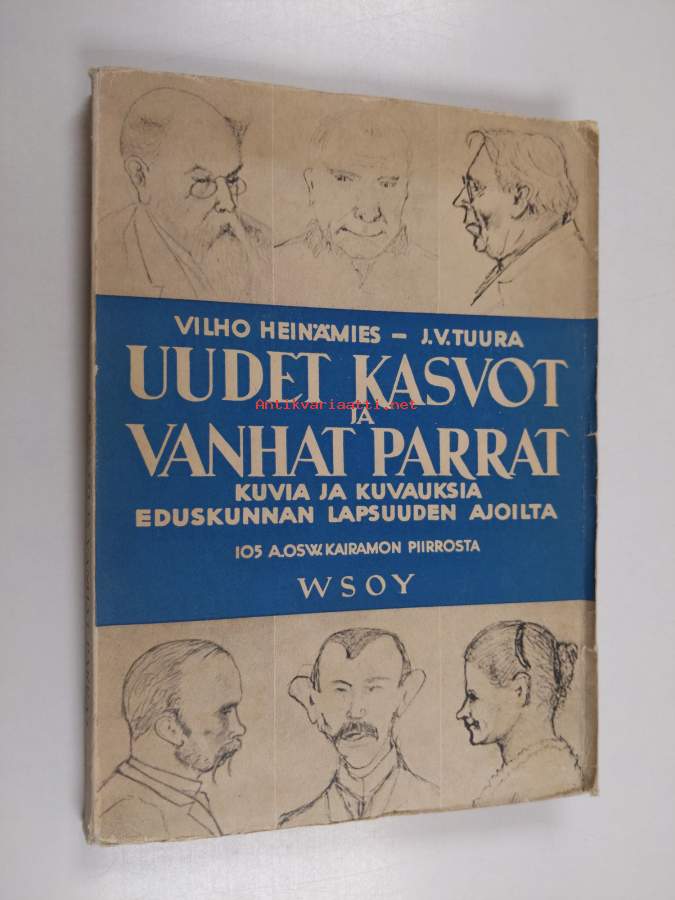 VILHO HEINÄMIES – J.V. TUURA
UUDET KASVOT
Antikvariaatti.net
JA
VANHAT PARRAT
KUVIA JA KUVAUKSIA
EDUSKUNNAN LAPSUUDEN AJOILTA
105 A.OSW. KAIRAMON PIIRROSTA
WSOY